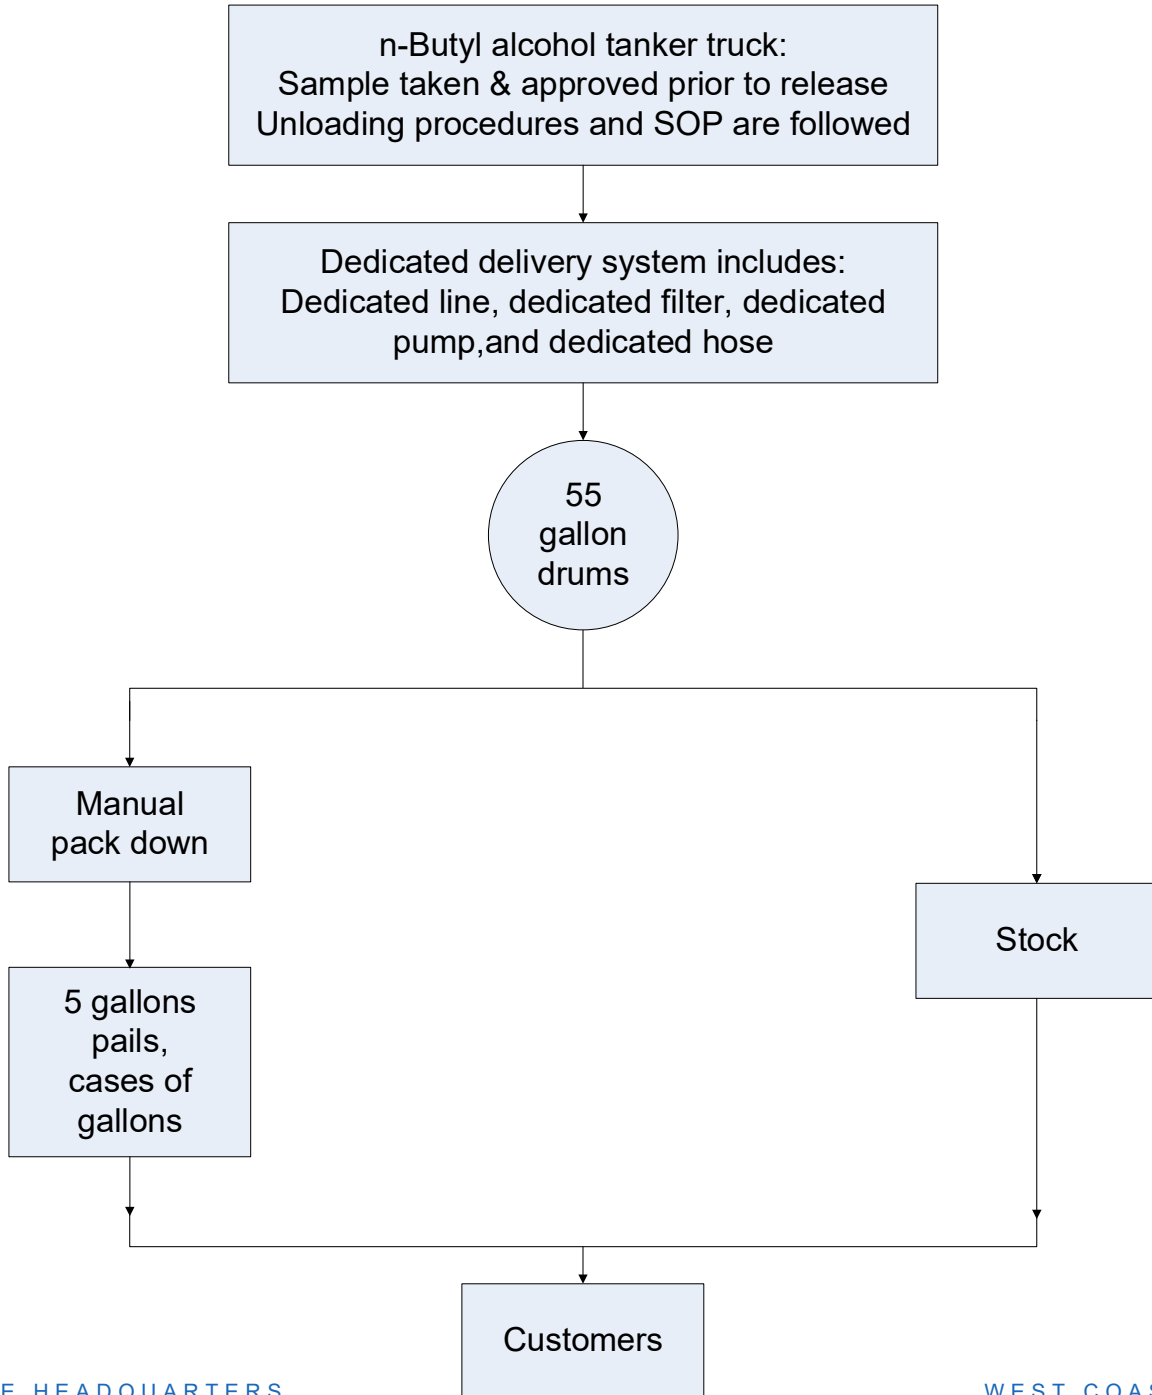 n-Butyl alcohol tanker truck:
Sample taken & approved prior to release
Unloading procedures and SOP are followed
Dedicated delivery system includes:
Dedicated line, dedicated filter, dedicated
pump,and dedicated hose
55
gallon
drums
Manual
pack down
Stock
5 gallons
pails,
cases of
gallons
Customers
HEADQUARTERS
WEST